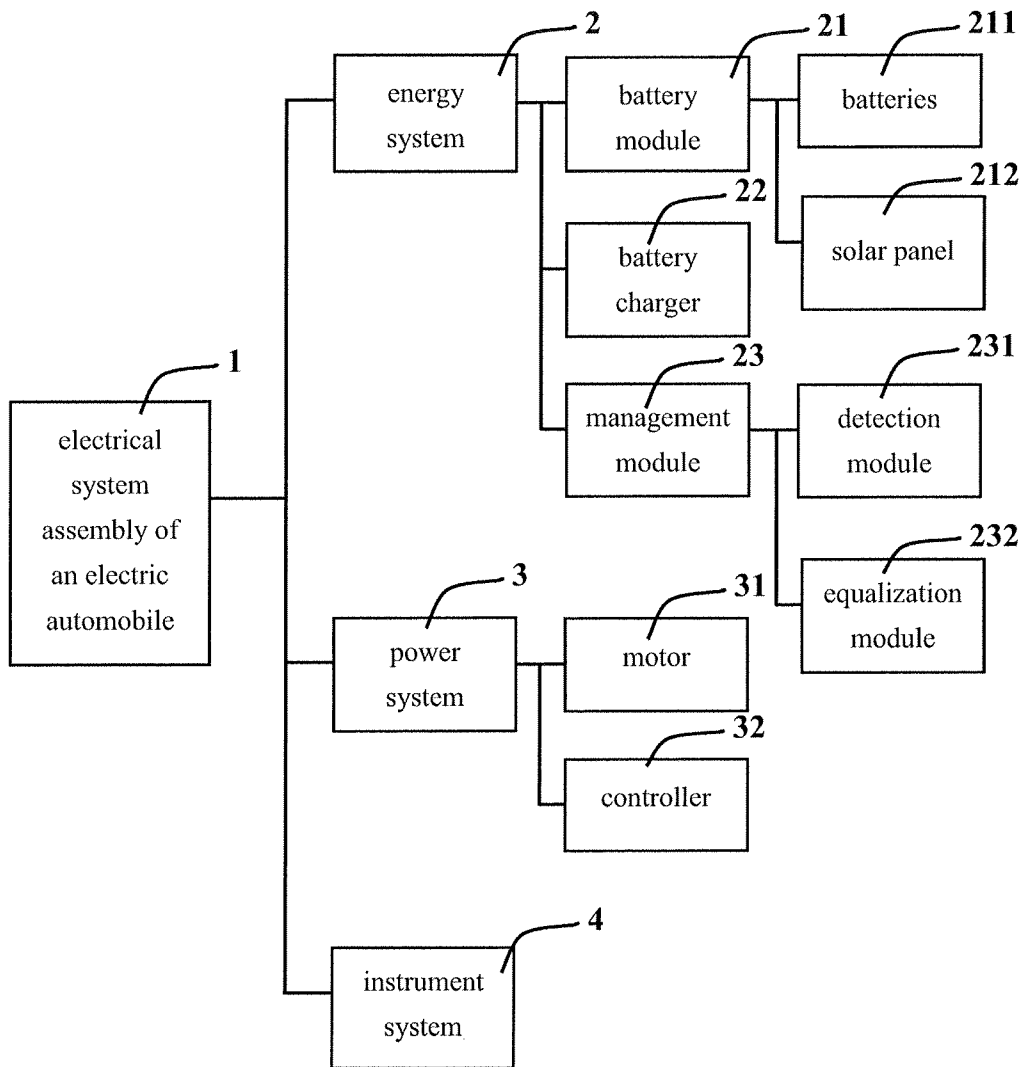 2
21
211
energy
system
battery
module
batteries
22
212
battery
charger
solar panel
1
23
231
electrical
system
assembly of
an electric
automobile
management
module
detection
module
232
equalization
module
3
31
power
system
motor
32
controller
4
instrument
system